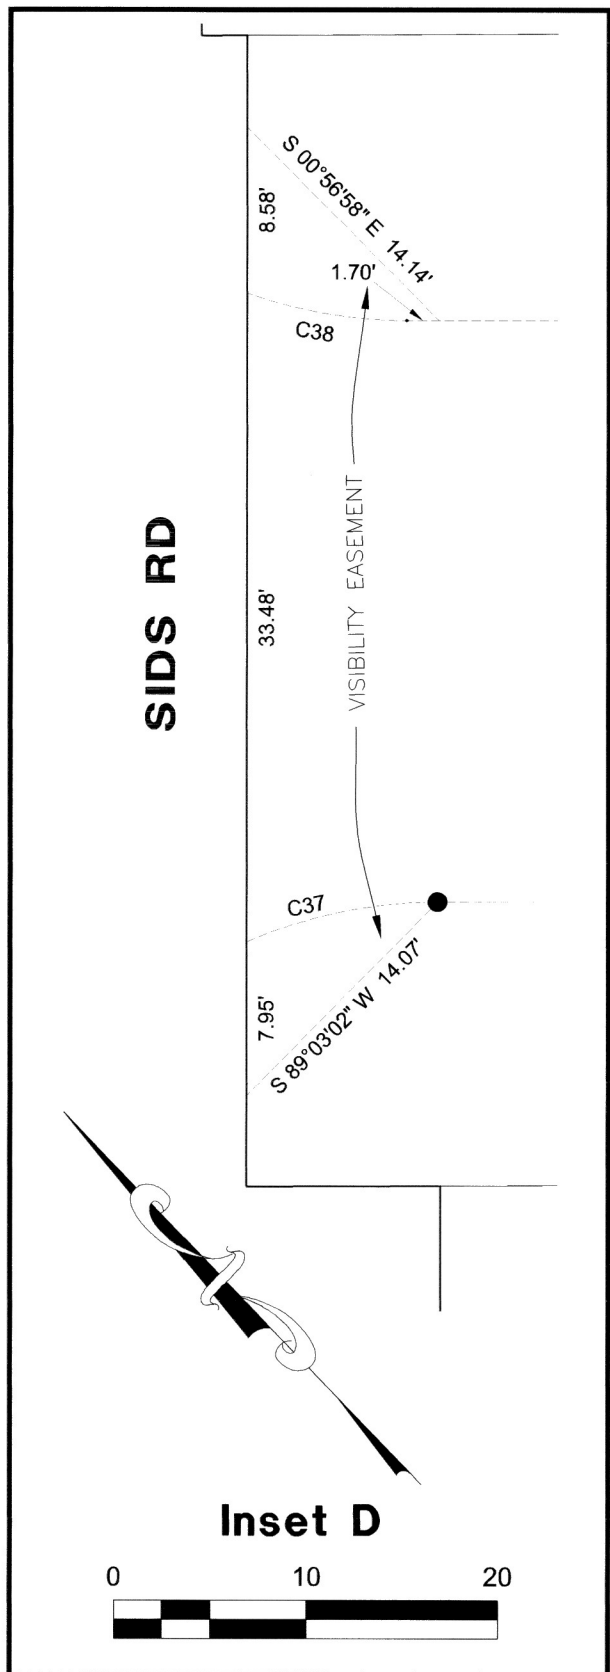 S 00°56'58" E 14.14'
8.58'
1.70'
C38
VISIBILITY EASEMENT
SIDS RD
33.48'
C37
7.95'
S 89°03'02" W 14.07'
Inset D
0 10 20